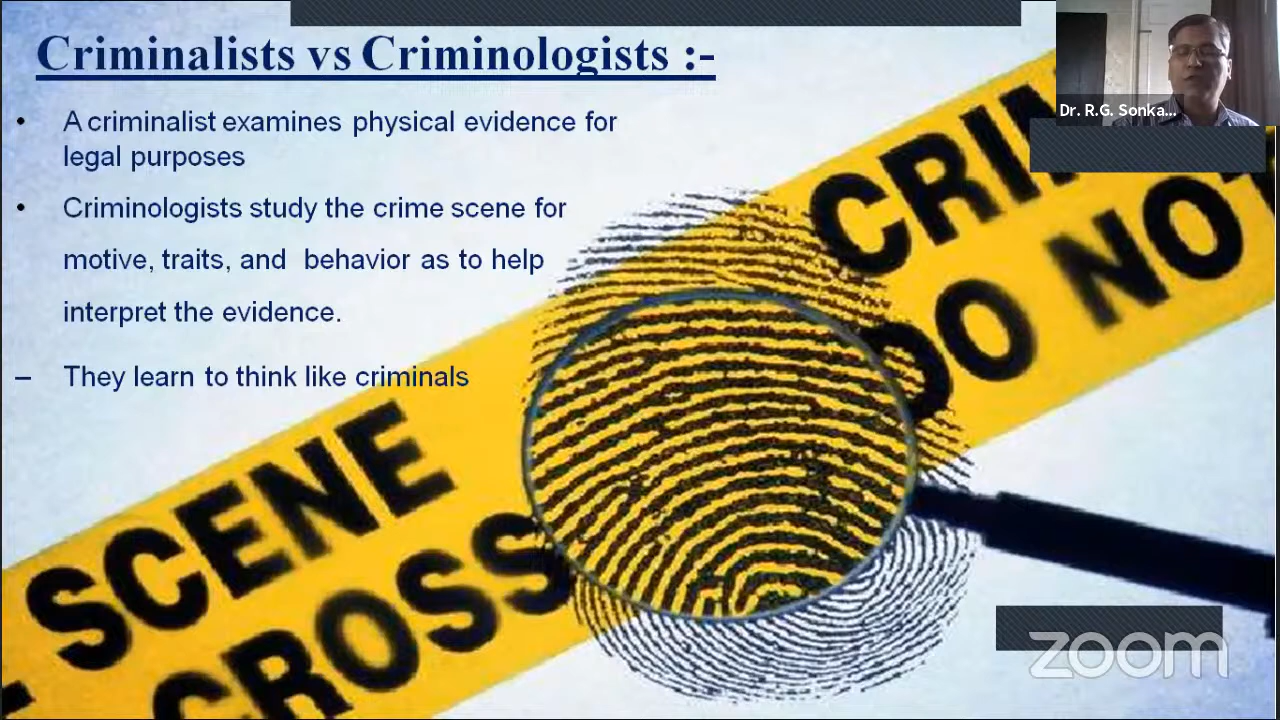 Criminalists vs Criminologists :-
Dr. R.G. Sonka...
• A criminalist examines physical evidence for
legal purposes
• Criminologists study the crime scene for
motive, traits, and behavior as to help
interpret the evidence.
– They learn to think like criminals
CRIM
DO NOT
SCENE
CROSS
zoom